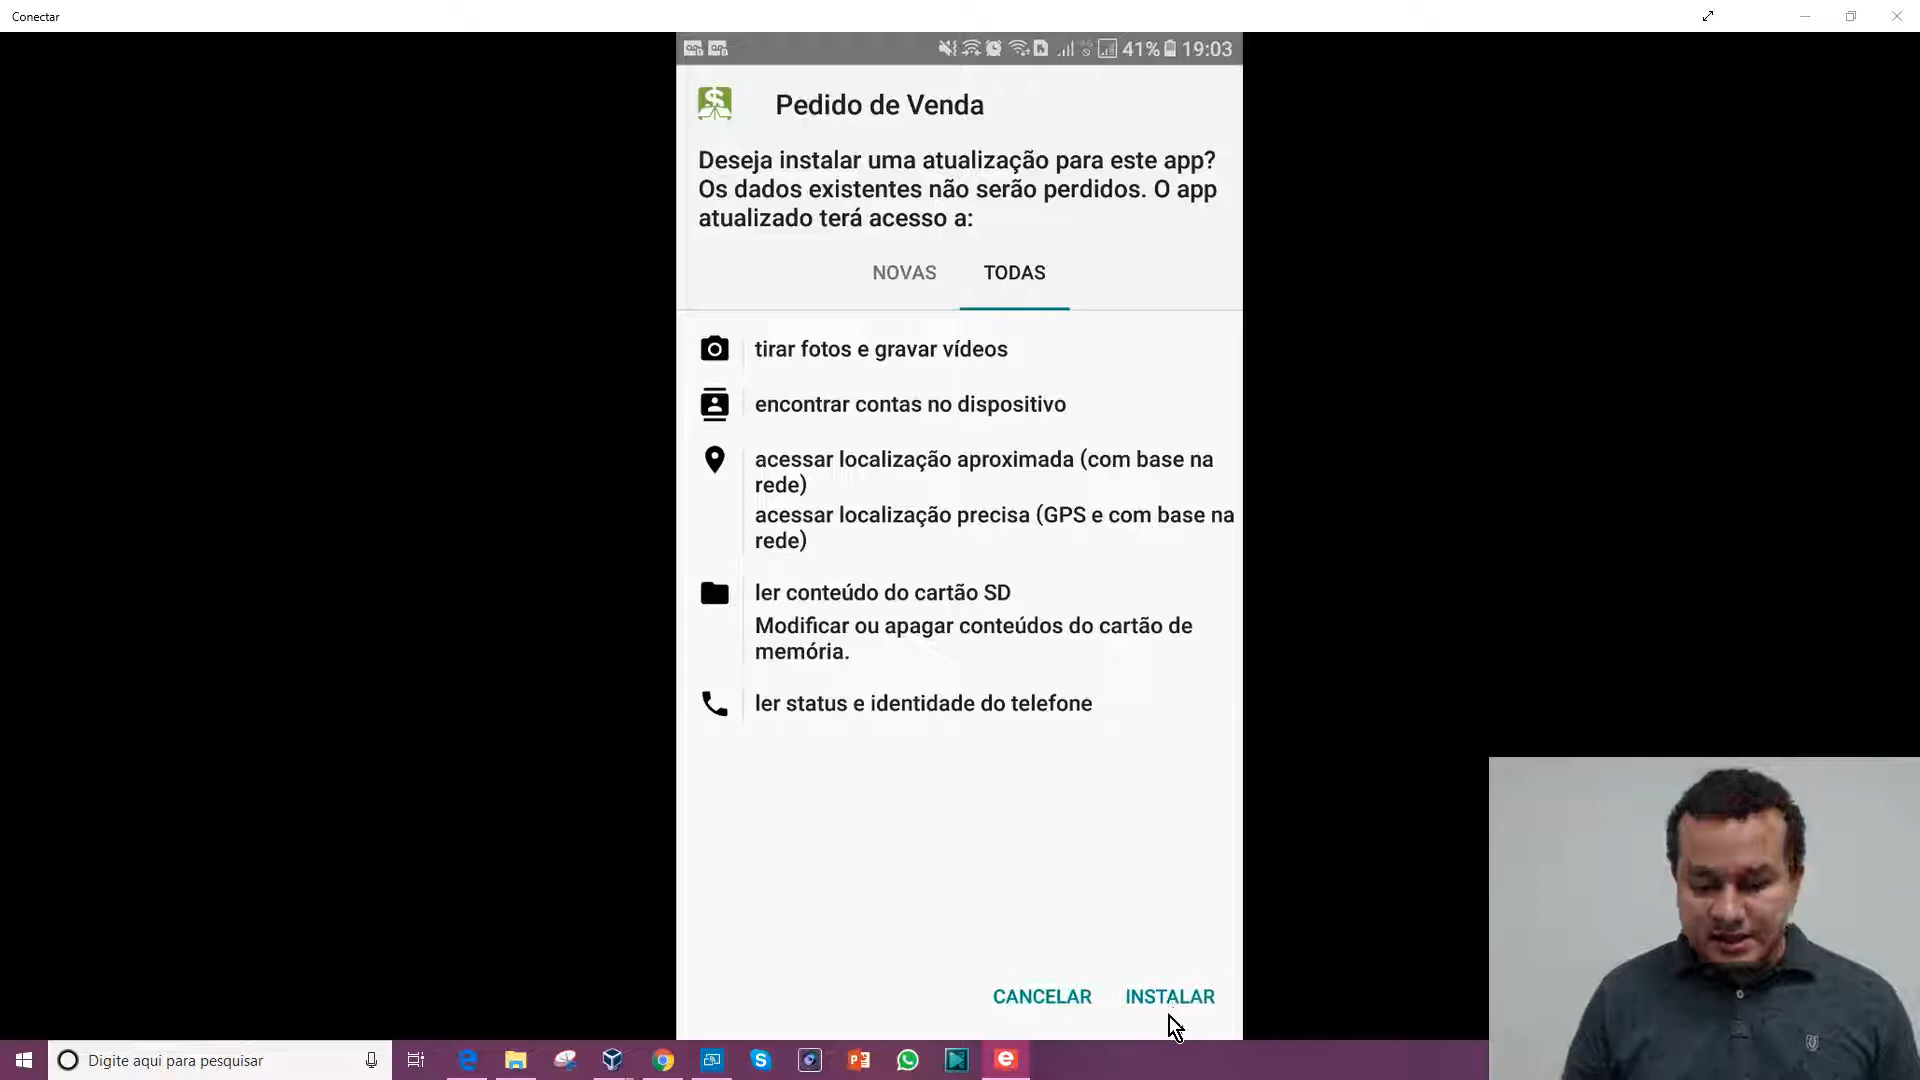 Conectar
41% 19:03
Pedido de Venda
Deseja instalar uma atualização para este app?
Os dados existentes não serão perdidos. O app
atualizado terá acesso a:
NOVAS TODAS
tirar fotos e gravar vídeos
encontrar contas no dispositivo
acessar localização aproximada (com base na
rede)
acessar localização precisa (GPS e com base na
rede)
ler conteúdo do cartão SD
Modificar ou apagar conteúdos do cartão de
memória.
ler status e identidade do telefone
CANCELAR INSTALAR
Digite aqui para pesquisar